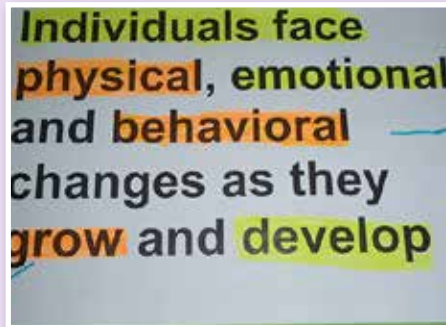 Individuals face
physical, emotional
and behavioral
changes as they
grow and develop